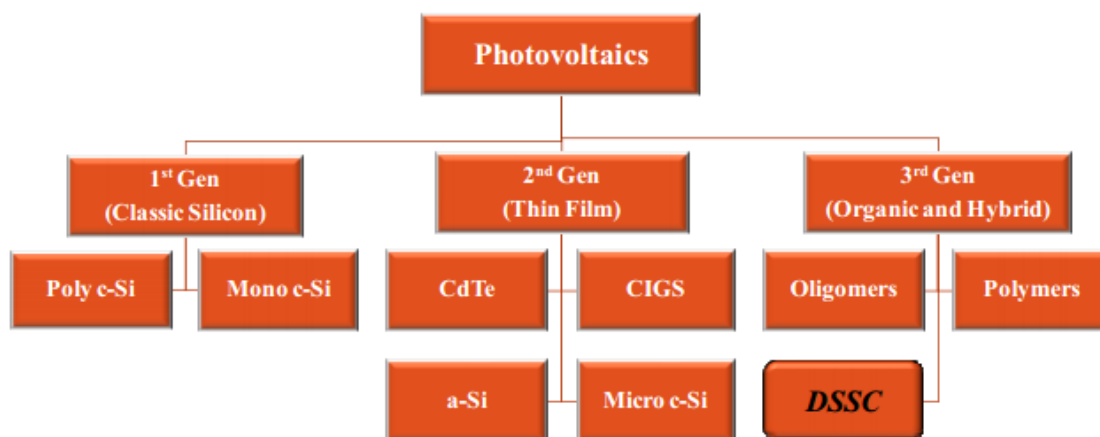 Photovoltaics
1st Gen
(Classic Silicon)
2nd Gen
(Thin Film)
3rd Gen
(Organic and Hybrid)
Poly c-Si
Mono c-Si
CdTe
CIGS
Oligomers
Polymers
a-Si
Micro c-Si
DSSC